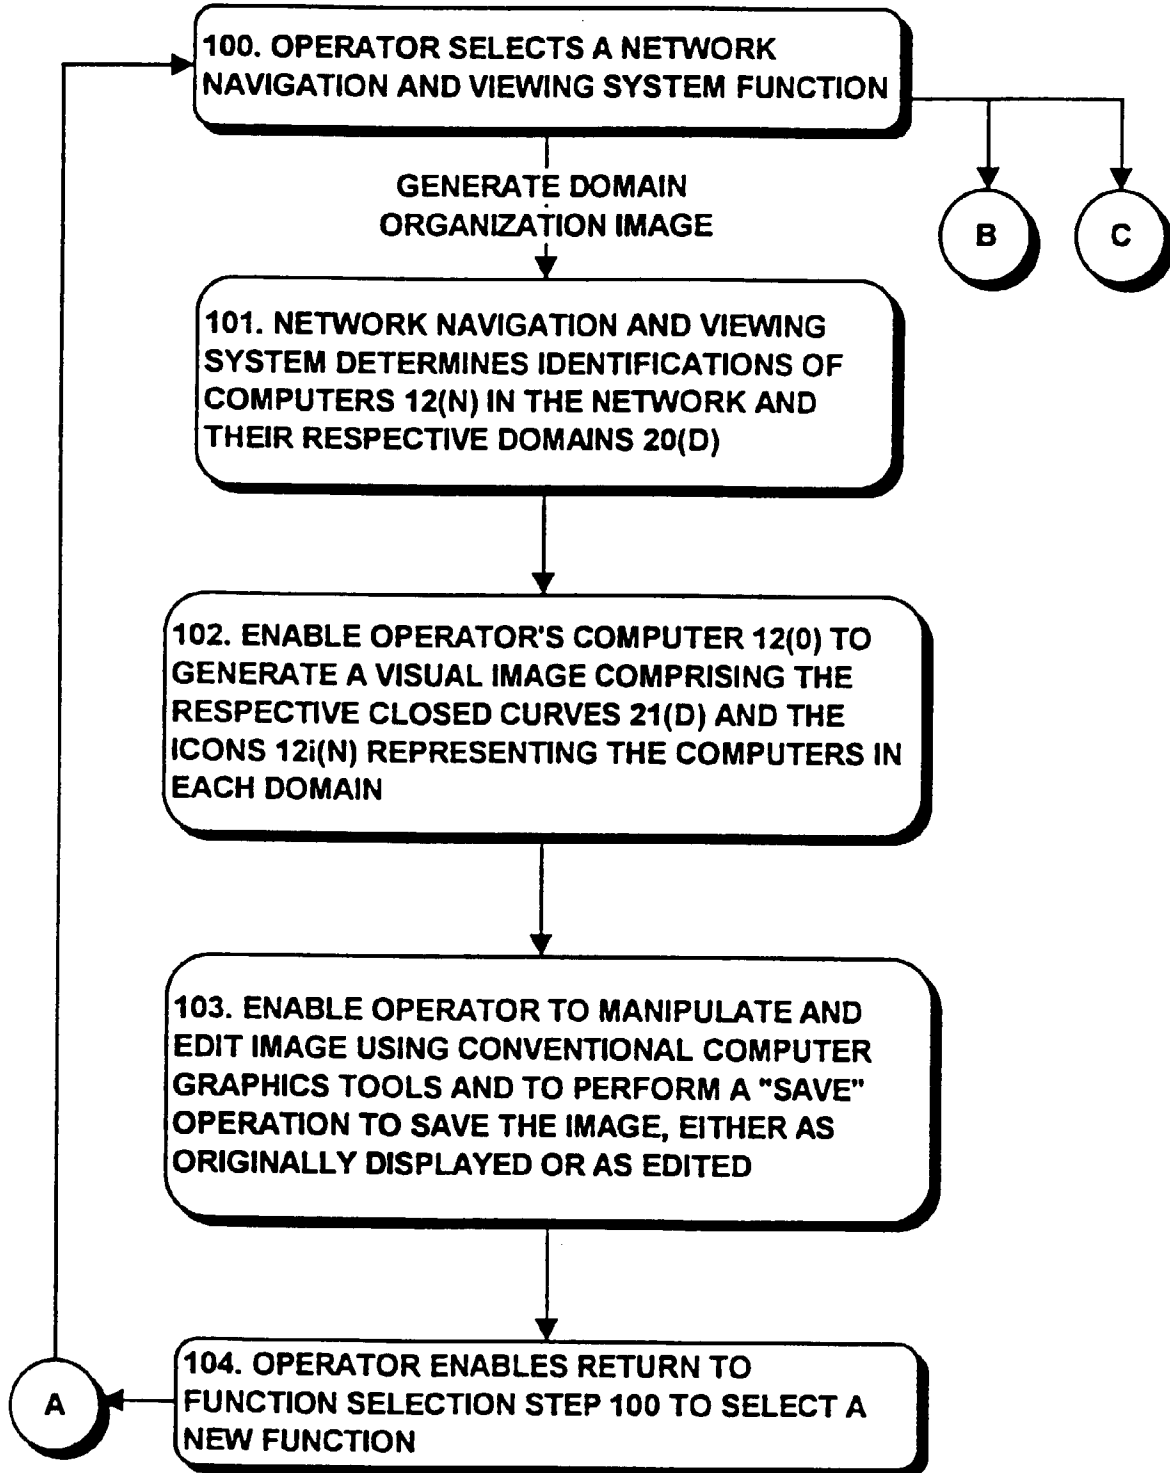 100. OPERATOR SELECTS A NETWORK
NAVIGATION AND VIEWING SYSTEM FUNCTION
GENERATE DOMAIN
ORGANIZATION IMAGE
B
C
101. NETWORK NAVIGATION AND VIEWING
SYSTEM DETERMINES IDENTIFICATIONS OF
COMPUTERS 12(N) IN THE NETWORK AND
THEIR RESPECTIVE DOMAINS 20(D)
102. ENABLE OPERATOR'S COMPUTER 12(0) TO
GENERATE A VISUAL IMAGE COMPRISING THE
RESPECTIVE CLOSED CURVES 21(D) AND THE
ICONS 12i(N) REPRESENTING THE COMPUTERS IN
EACH DOMAIN
103. ENABLE OPERATOR TO MANIPULATE AND
EDIT IMAGE USING CONVENTIONAL COMPUTER
GRAPHICS TOOLS AND TO PERFORM A "SAVE"
OPERATION TO SAVE THE IMAGE, EITHER AS
ORIGINALLY DISPLAYED OR AS EDITED
A
104. OPERATOR ENABLES RETURN TO
FUNCTION SELECTION STEP 100 TO SELECT A
NEW FUNCTION